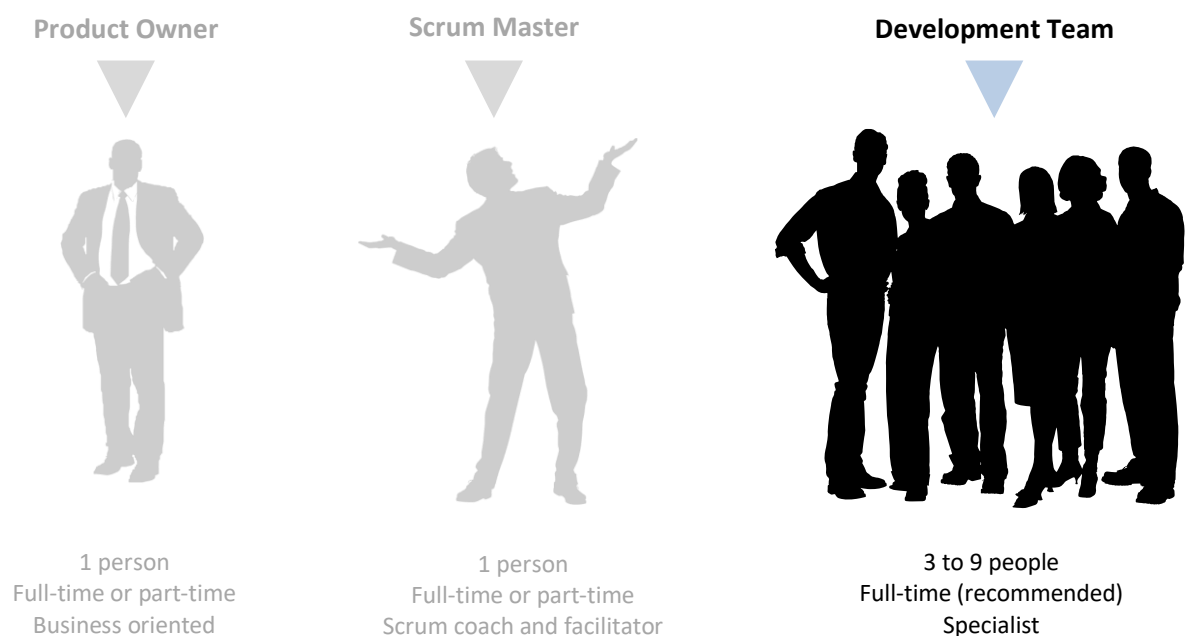 Product Owner
1 person
Full-time or part-time
Business oriented
Scrum Master
1 person
Full-time or part-time
Scrum coach and facilitator
Development Team
3 to 9 people
Full-time (recommended)
Specialist